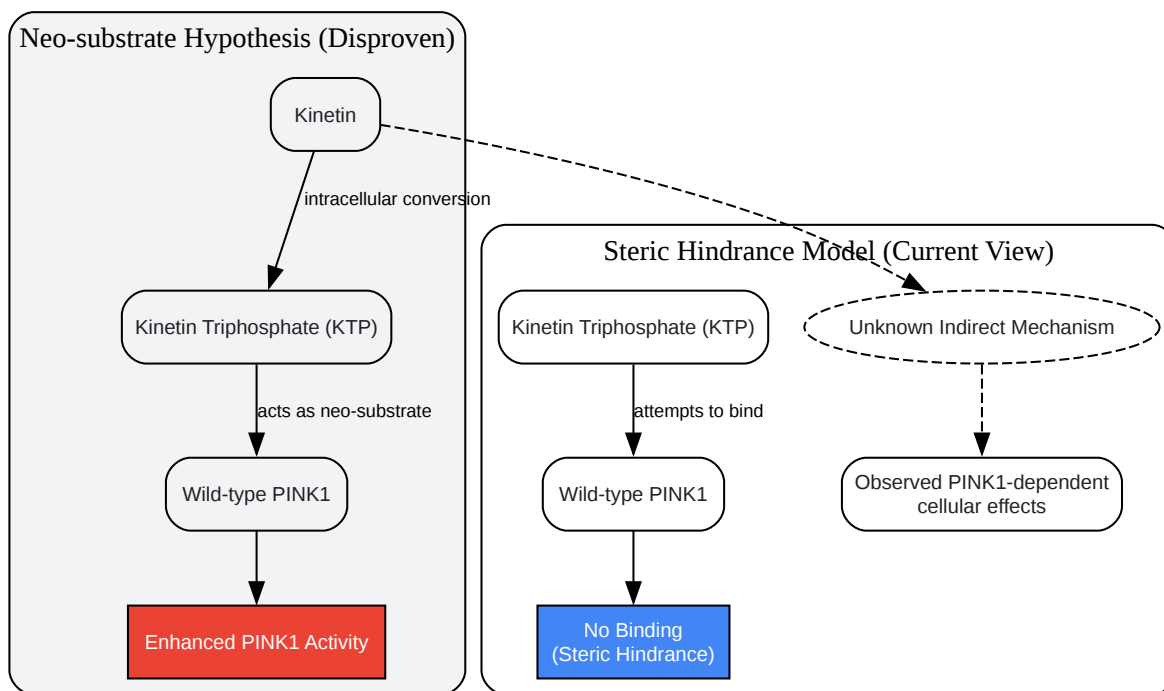 Neo-substrate Hypothesis (Disproven)
Kinetin
intracellular conversion
Kinetin Triphosphate (KTP)
acts as neo-substrate
Wild-type PINK1
Enhanced PINK1 Activity
Steric Hindrance Model (Current View)
Kinetin Triphosphate (KTP)
attempts to bind
Wild-type PINK1
No Binding
(Steric Hindrance)
Unknown Indirect Mechanism
Observed PINK1-dependent
cellular effects